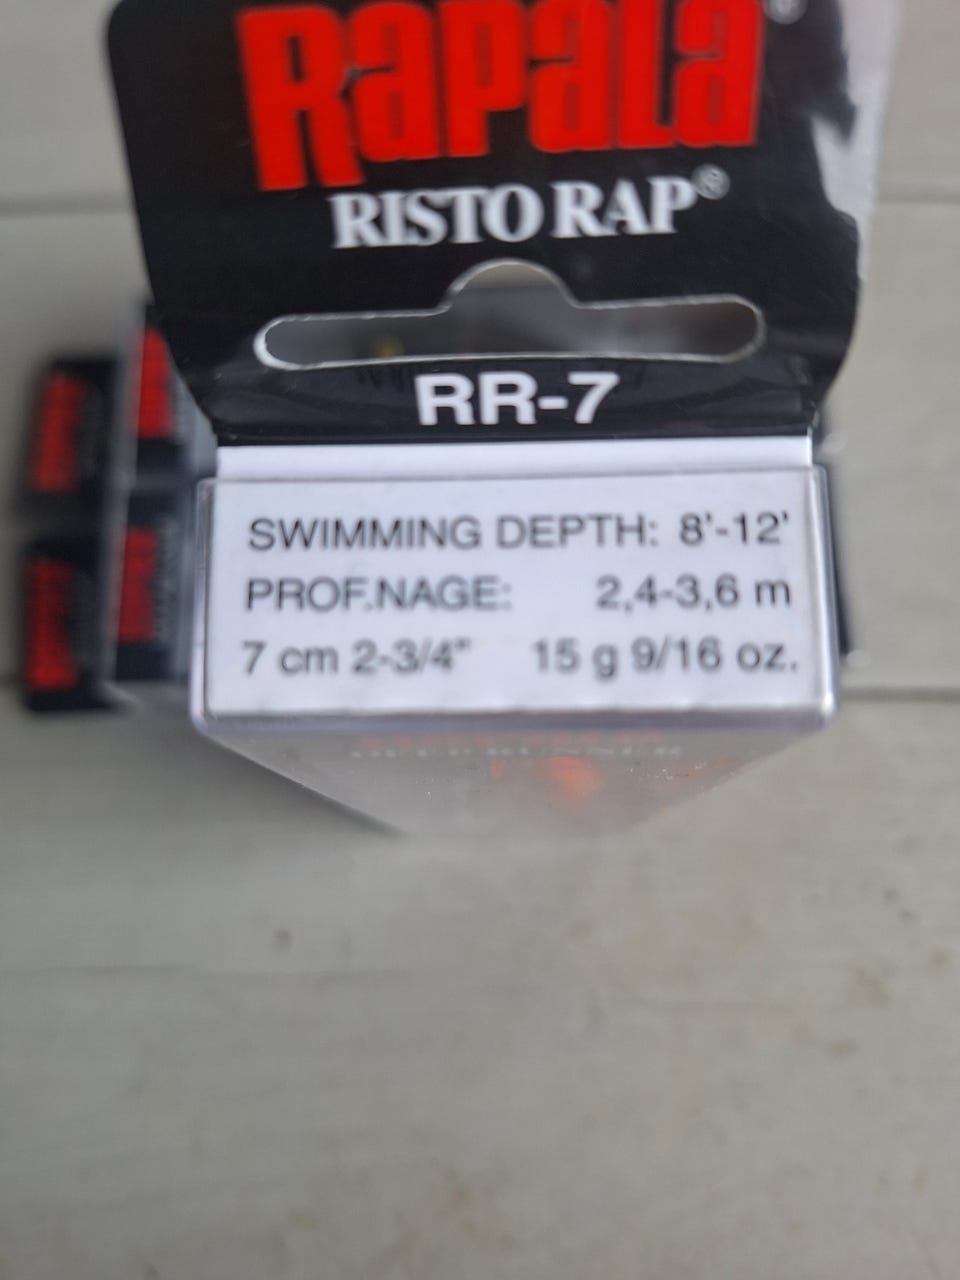 Rapala®
RISTO RAP®
RR-7
SWIMMING DEPTH: 8'-12'
PROF.NAGE: 2,4-3,6 m
7 cm 2-3/4" 15 g 9/16 oz.